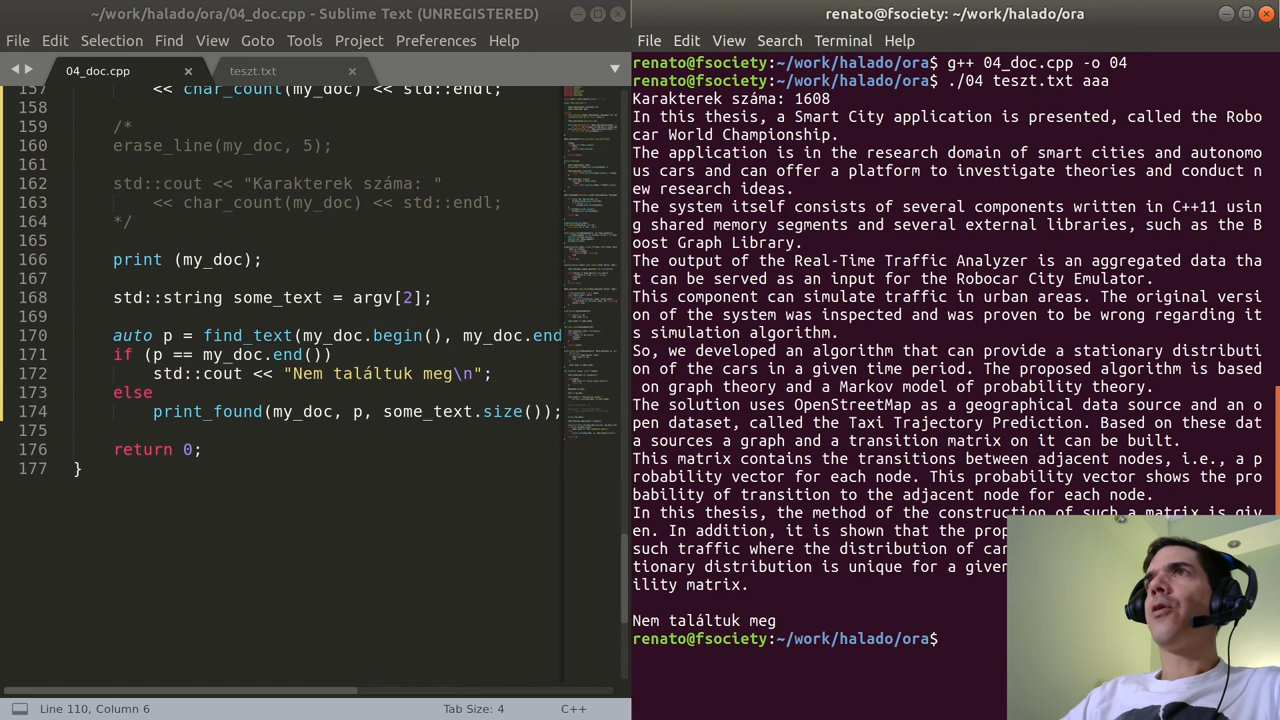 ~/work/halado/ora/04_doc.cpp - Sublime Text (UNREGISTERED)
File Edit Selection Find View Goto Tools Project Preferences Help
04_doc.cpp teszt.txt
157 << char_count(my_doc) << std::endl;
158
159 /*
160 erase_line(my_doc, 5);
161
162 std::cout << "Karakterek száma: "
163 << char_count(my_doc) << std::endl;
164 */
165
166 print (my_doc);
167
168 std::string some_text = argv[2];
169
170 auto p = find_text(my_doc.begin(), my_doc.end
171 if (p == my_doc.end())
172 std::cout << "Nem találtuk meg\n";
173 else
174 print_found(my_doc, p, some_text.size());
175
176 return 0;
177 }
Line 110, Column 6 Tab Size: 4 C++
renato@fsociety: ~/work/halado/ora
File Edit View Search Terminal Help
renato@fsociety:~/work/halado/ora$ g++ 04_doc.cpp -o 04
renato@fsociety:~/work/halado/ora$ ./04 teszt.txt aaa
Karakterek száma: 1608
In this thesis, a Smart City application is presented, called the Robo
car World Championship.
The application is in the research domain of smart cities and autonomo
us cars and can offer a platform to investigate theories and conduct n
ew research ideas.
The system itself consists of several components written in C++11 usin
g shared memory segments and several external libraries, such as the B
oost Graph Library.
The output of the Real-Time Traffic Analyzer is an aggregated data tha
t can be served as an input for the Robocar City Emulator.
This component can simulate traffic in urban areas. The original versi
on of the system was inspected and was proven to be wrong regarding it
s simulation algorithm.
So, we developed an algorithm that can provide a stationary distributi
on of the cars in a given time period. The proposed algorithm is based
on graph theory and a Markov model of probability theory.
The solution uses OpenStreetMap as a geographical data source and an o
pen dataset, called the Taxi Trajectory Prediction. Based on these dat
a sources a graph and a transition matrix on it can be built.
This matrix contains the transitions between adjacent nodes, i.e., a p
robability vector for each node. This probability vector shows the pro
bability of transition to the adjacent node for each node.
In this thesis, the method of the construction of such a matrix is giv
en. In addition, it is shown that the prop
such traffic where the distribution of car
tionary distribution is unique for a given
ility matrix.
Nem találtuk meg
renato@fsociety:~/work/halado/ora$